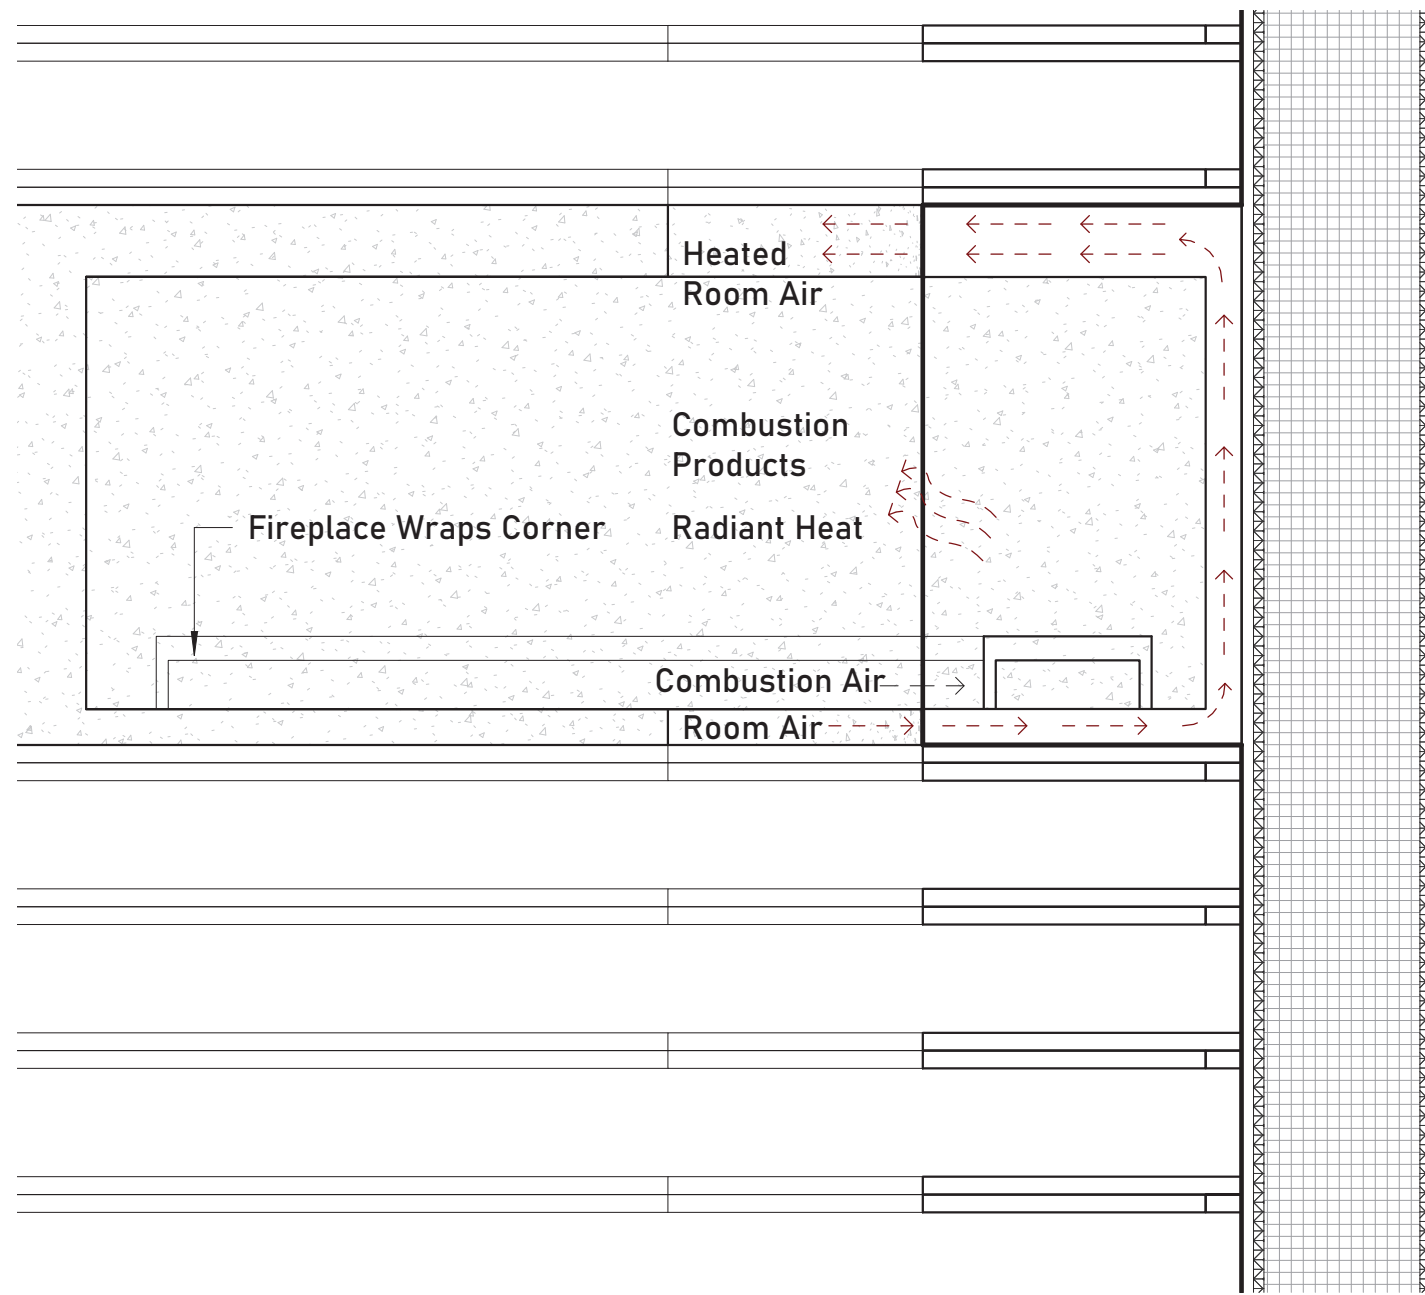 Heated
Room Air
Combustion
Products
Fireplace Wraps Corner
Radiant Heat
Combustion Air
Room Air